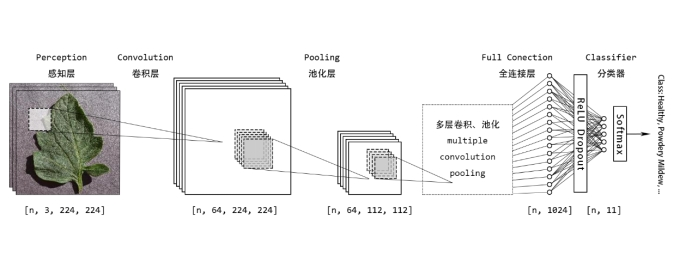 Perception
感知层
Convolution
卷积层
Pooling
池化层
Full Conection
全连接层
Classifier
分类器
多层卷积、池化
multiple
convolution
pooling
ReLU Dropout
Softmax
Class: Healthy, Powdery Mildew, ...
[n, 3, 224, 224]
[n, 64, 224, 224]
[n, 64, 112, 112]
[n, 1024]
[n, 11]